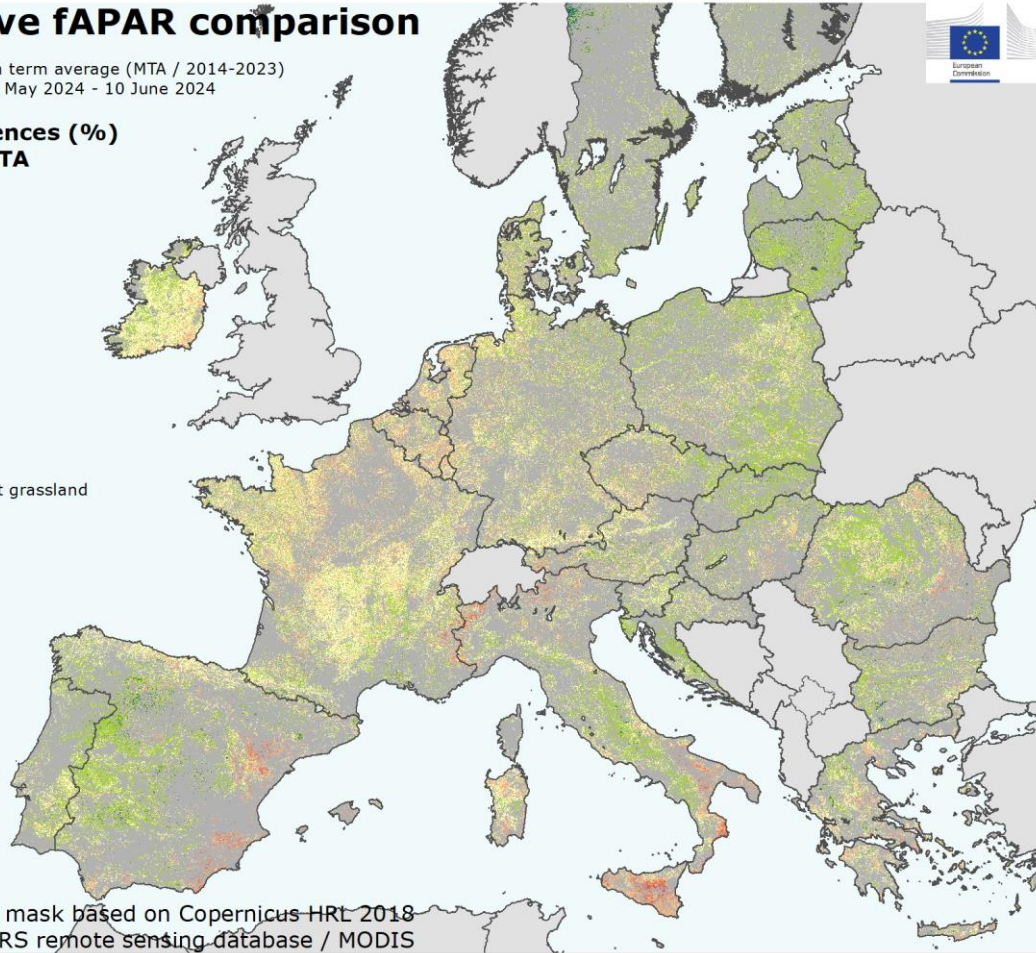 ve fAPAR comparison
term average (MTA / 2014-2023)
May 2024 - 10 June 2024
ences (%)
TA
European
Commission
t grassland
mask based on Copernicus HRL 2018
RS remote sensing database / MODIS